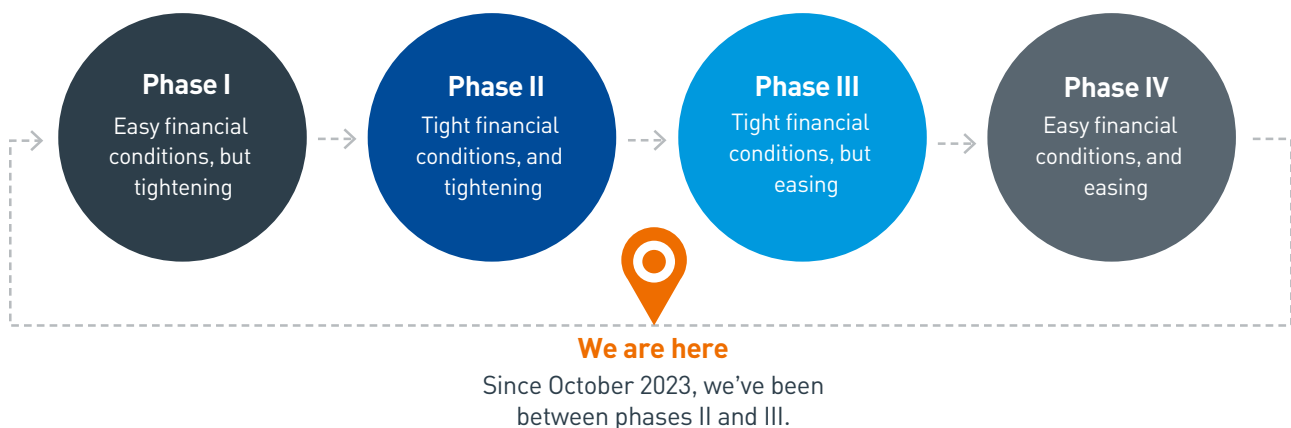 Phase I
Easy financial
conditions, but
tightening
Phase II
Tight financial
conditions, and
tightening
Phase III
Tight financial
conditions, but
easing
Phase IV
Easy financial
conditions, and
easing
We are here
Since October 2023, we’ve been
between phases II and III.